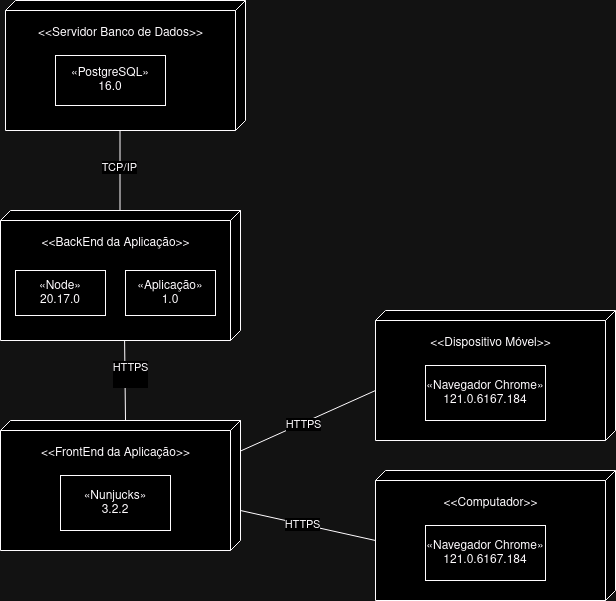 <<Servidor Banco de Dados>>
«PostgreSQL»
16.0
TCP/IP
<<BackEnd da Aplicação>>
«Node»
20.17.0
«Aplicação»
1.0
HTTPS
<<FrontEnd da Aplicação>>
«Nunjucks»
3.2.2
HTTPS
HTTPS
<<Dispositivo Móvel>>
«Navegador Chrome»
121.0.6167.184
<<Computador>>
«Navegador Chrome»
121.0.6167.184